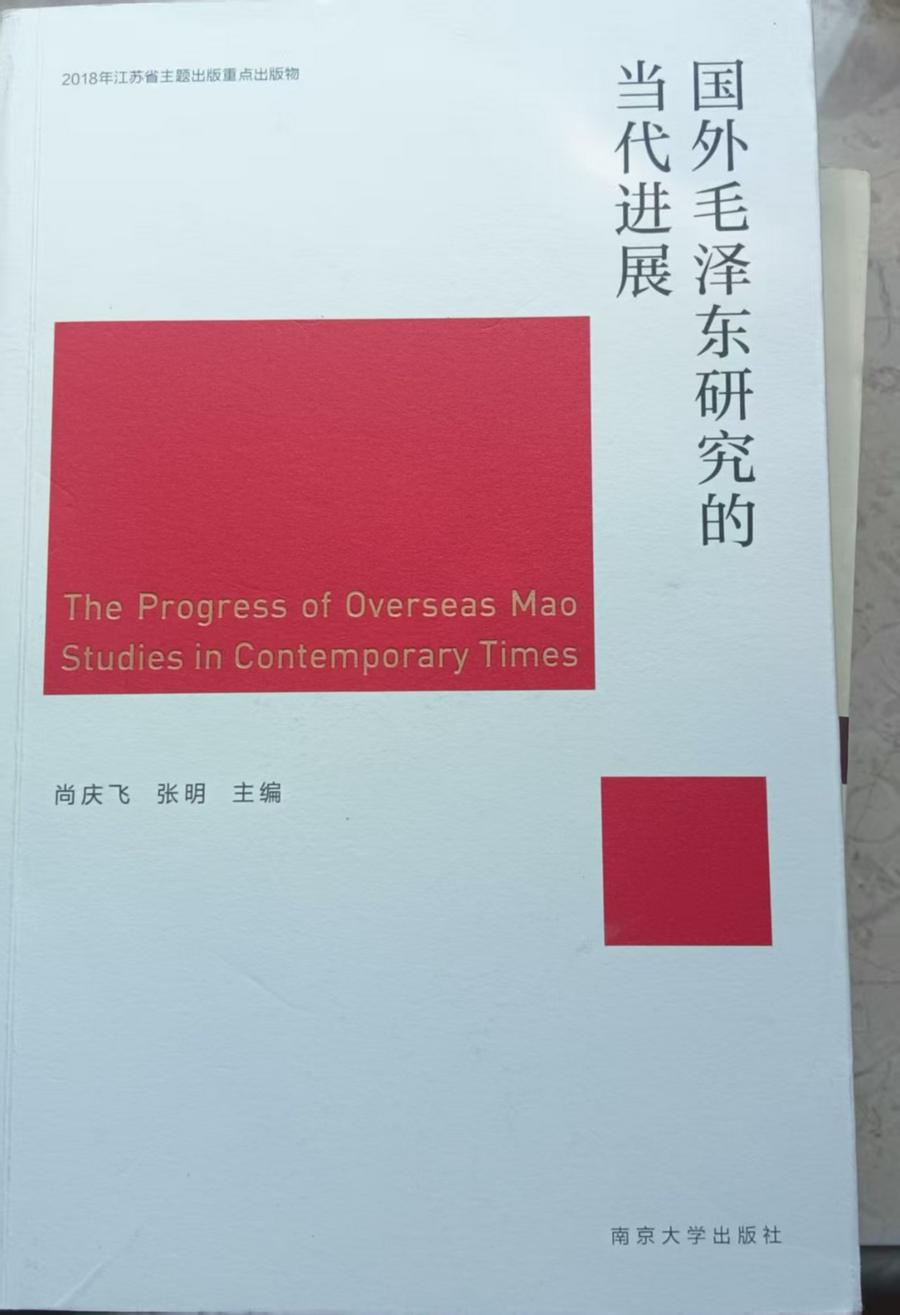 2018年江苏省主题出版重点出版物
国外毛泽东研究的
当代进展
The Progress of Overseas Mao
Studies in Contemporary Times
尚庆飞 张明 主编
南京大学出版社